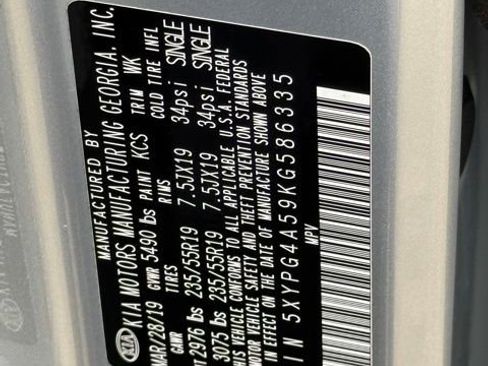 MANUFACTURED BY
KIA KIA MOTORS MANUFACTURING GEORGIA, INC.
MAR/28/19 GVWR 5490 lbs PAINT KCS TRIM WK
GAWR TIRES RIMS COLD TIRE INFL
2976 lbs 235/55R19 7.5JX19 34psi SINGLE
3075 lbs 235/55R19 7.5JX19 34psi SINGLE
THIS VEHICLE CONFORMS TO ALL APPLICABLE U.S.A. FEDERAL
MOTOR VEHICLE SAFETY AND THEFT PREVENTION STANDARDS
IN EFFECT ON THE DATE OF MANUFACTURE SHOWN ABOVE
5XYPG4A59KG586335
MPV